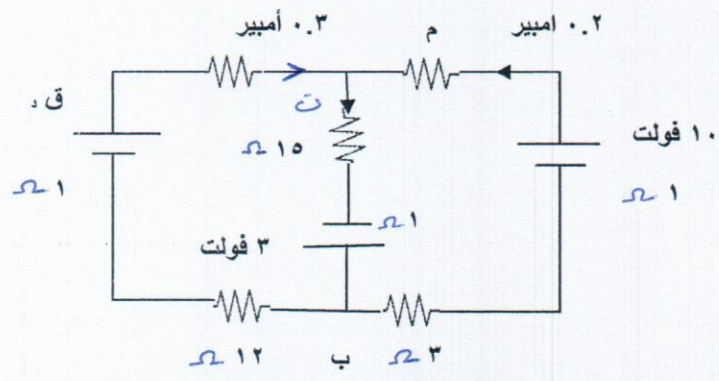 ٠.٣ أمبير
م
٠.٢ امبير
ق د
ت
Ω ١٥
١٠ فولت
Ω ١
Ω ١
Ω ١
٣ فولت
Ω ١٢
ب
Ω ٣